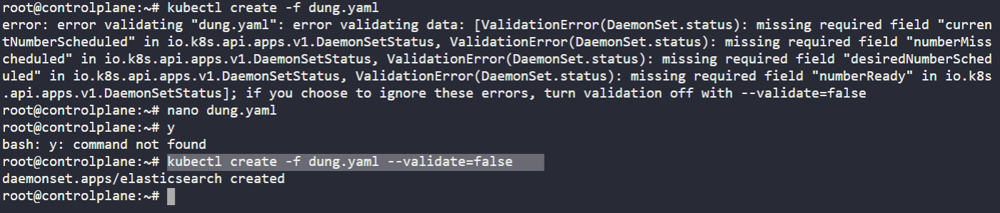 root@controlplane:~# kubectl create -f dung.yaml
error: error validating "dung.yaml": error validating data: [ValidationError(DaemonSet.status): missing required field "curren
tNumberScheduled" in io.k8s.api.apps.v1.DaemonSetStatus, ValidationError(DaemonSet.status): missing required field "numberMiss
cheduled" in io.k8s.api.apps.v1.DaemonSetStatus, ValidationError(DaemonSet.status): missing required field "desiredNumberSched
uled" in io.k8s.api.apps.v1.DaemonSetStatus, ValidationError(DaemonSet.status): missing required field "numberReady" in io.k8s
.api.apps.v1.DaemonSetStatus]; if you choose to ignore these errors, turn validation off with --validate=false
root@controlplane:~# nano dung.yaml
root@controlplane:~# y
bash: y: command not found
root@controlplane:~# kubectl create -f dung.yaml --validate=false
daemonset.apps/elasticsearch created
root@controlplane:~#